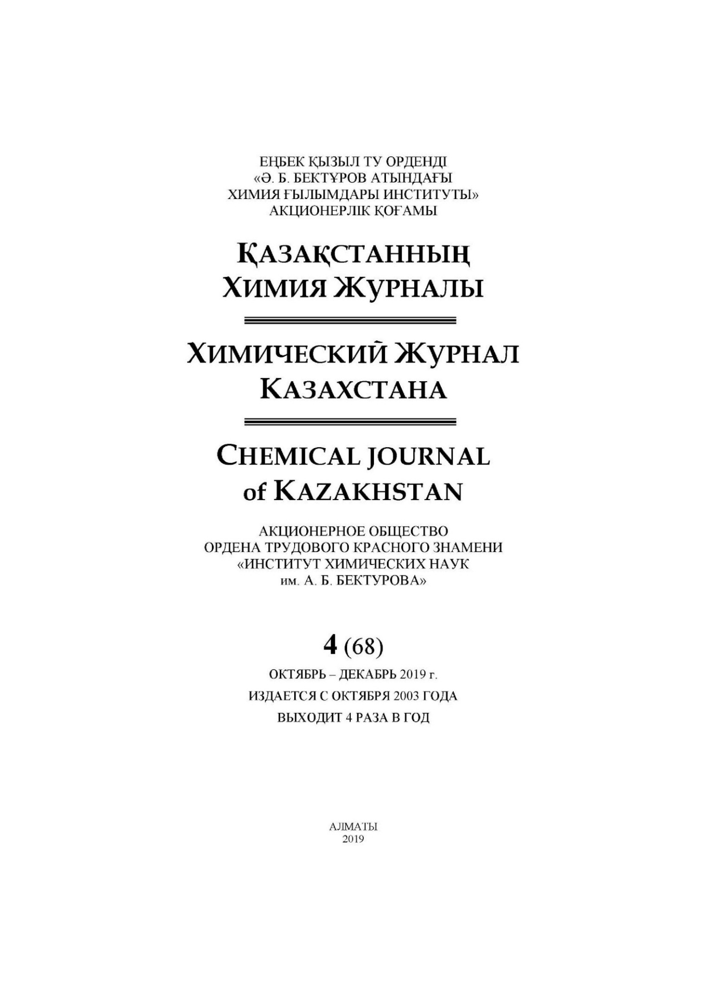 ЕҢБЕК ҚЫЗЫЛ ТУ ОРДЕНДІ
«Ә. Б. БЕКТҰРОВ АТЫНДАҒЫ
ХИМИЯ ҒЫЛЫМДАРЫ ИНСТИТУТЫ»
АКЦИОНЕРЛІК ҚОҒАМЫ
ҚАЗАҚСТАННЫҢ
ХИМИЯ ЖУРНАЛЫ
ХИМИЧЕСКИЙ ЖУРНАЛ
КАЗАХСТАНА
CHEMICAL JOURNAL
of KAZAKHSTAN
АКЦИОНЕРНОЕ ОБЩЕСТВО
ОРДЕНА ТРУДОВОГО КРАСНОГО ЗНАМЕНИ
«ИНСТИТУТ ХИМИЧЕСКИХ НАУК
им. А. Б. БЕКТУРОВА»
4 (68)
ОКТЯБРЬ – ДЕКАБРЬ 2019 г.
ИЗДАЕТСЯ С ОКТЯБРЯ 2003 ГОДА
ВЫХОДИТ 4 РАЗА В ГОД
АЛМАТЫ
2019